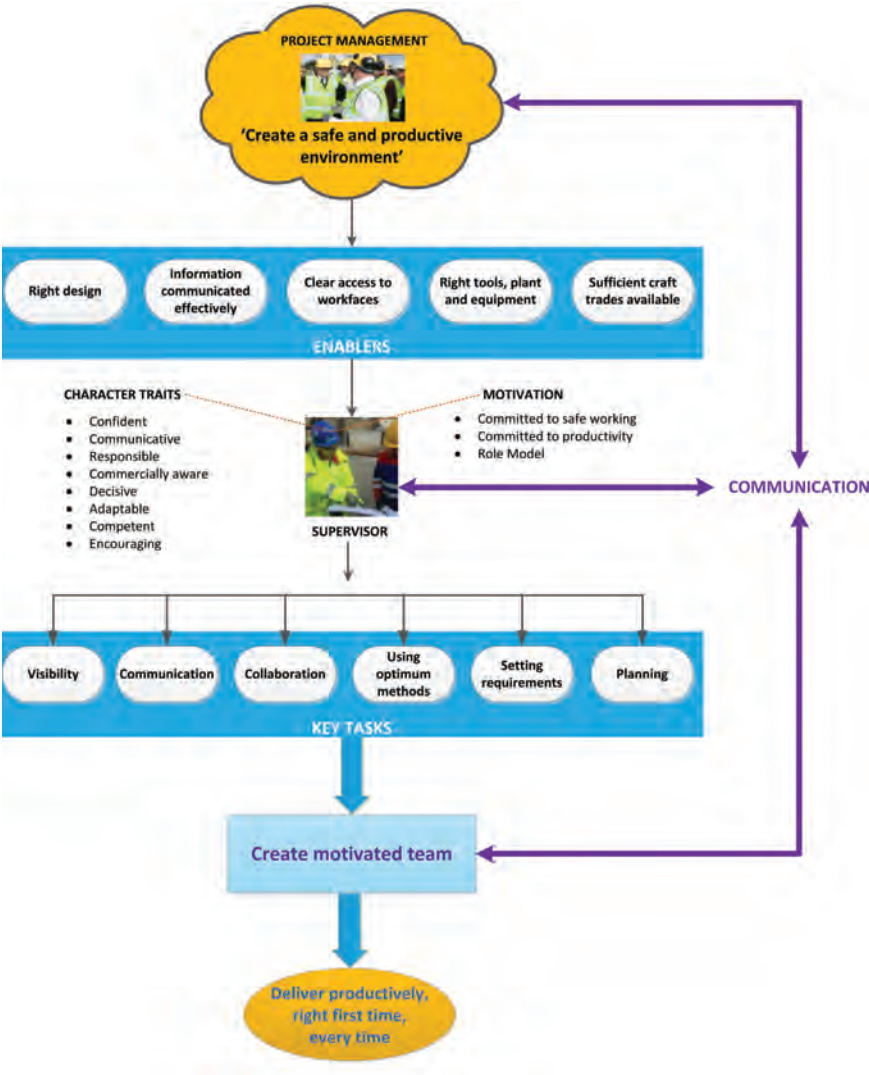 PROJECT MANAGEMENT
'Create a safe and productive
environment'
Right design
Information
communicated
effectively
Clear access to
workfaces
Right tools, plant
and equipment
Sufficient craft
trades available
ENABLERS
CHARACTER TRAITS
• Confident
• Communicative
• Responsible
• Commercially aware
• Decisive
• Adaptable
• Competent
• Encouraging
MOTIVATION
• Committed to safe working
• Committed to productivity
• Role Model
SUPERVISOR
COMMUNICATION
Visibility
Communication
Collaboration
Using
optimum
methods
Setting
requirements
Planning
KEY TASKS
Create motivated team
Deliver productively,
right first time,
every time